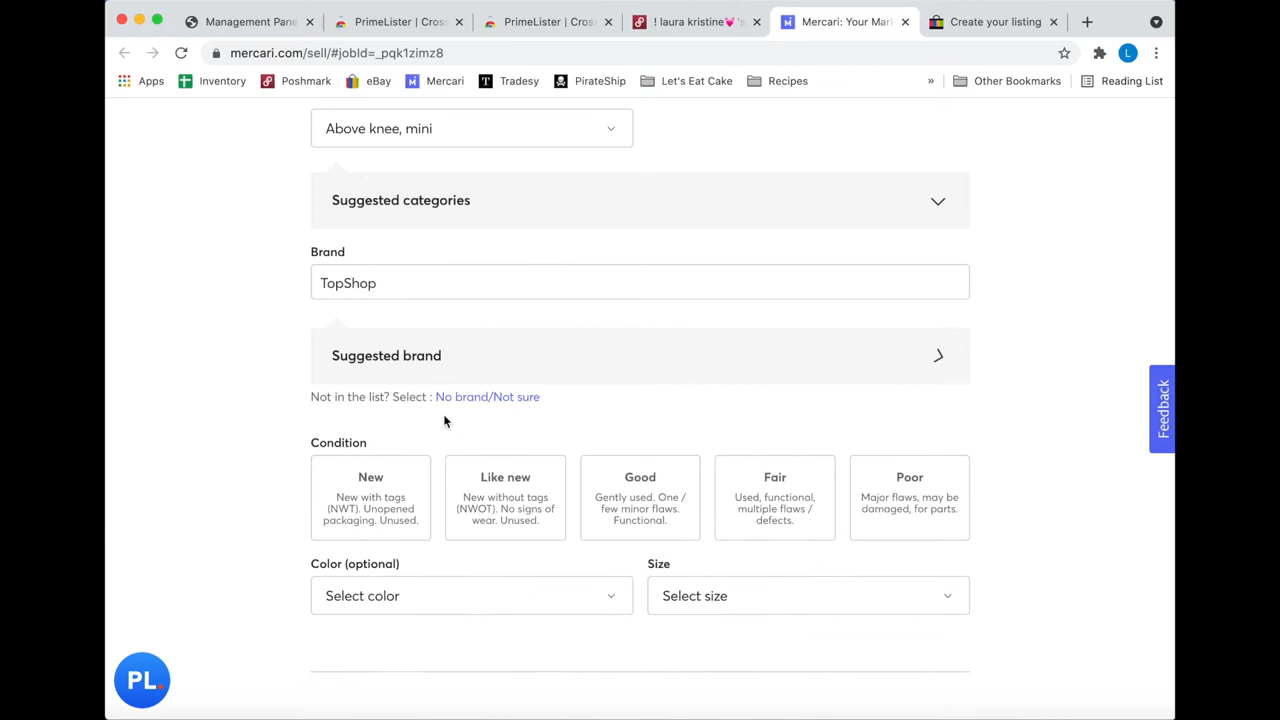 Management Pane
PrimeLister | Cros
PrimeLister | Cros
! laura kristine💗's
Mercari: Your Mar
Create your listing
mercari.com/sell/#jobId=_pqk1zimz8
L
Apps
Inventory
Poshmark
eBay
Mercari
Tradesy
PirateShip
Let's Eat Cake
Recipes
»
Other Bookmarks
Reading List
Above knee, mini
Suggested categories
Brand
TopShop
Suggested brand
Not in the list? Select : No brand/Not sure
Condition
New
New with tags
(NWT). Unopened
packaging. Unused.
Like new
New without tags
(NWOT). No signs of
wear. Unused.
Good
Gently used. One /
few minor flaws.
Functional.
Fair
Used, functional,
multiple flaws /
defects.
Poor
Major flaws, may be
damaged, for parts.
Color (optional)
Select color
Size
Select size
Feedback
PL.